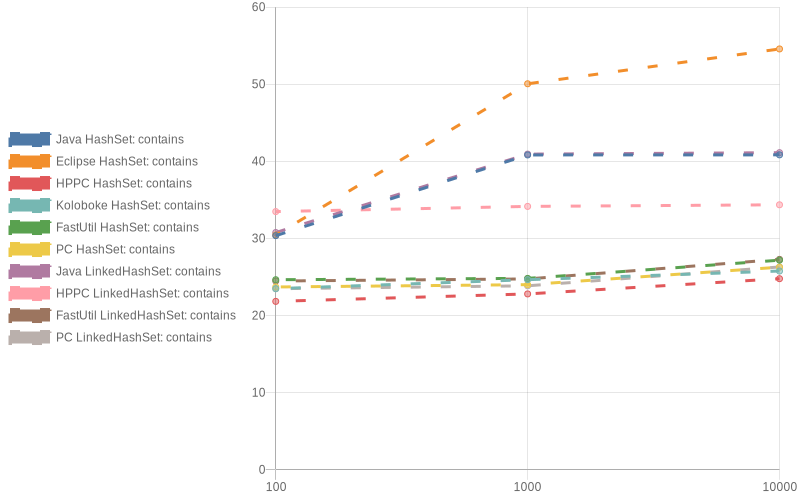 Java HashSet: contains
Eclipse HashSet: contains
HPPC HashSet: contains
Koloboke HashSet: contains
FastUtil HashSet: contains
PC HashSet: contains
Java LinkedHashSet: contains
HPPC LinkedHashSet: contains
FastUtil LinkedHashSet: contains
PC LinkedHashSet: contains
60
50
40
30
20
10
0
100 1000 10000